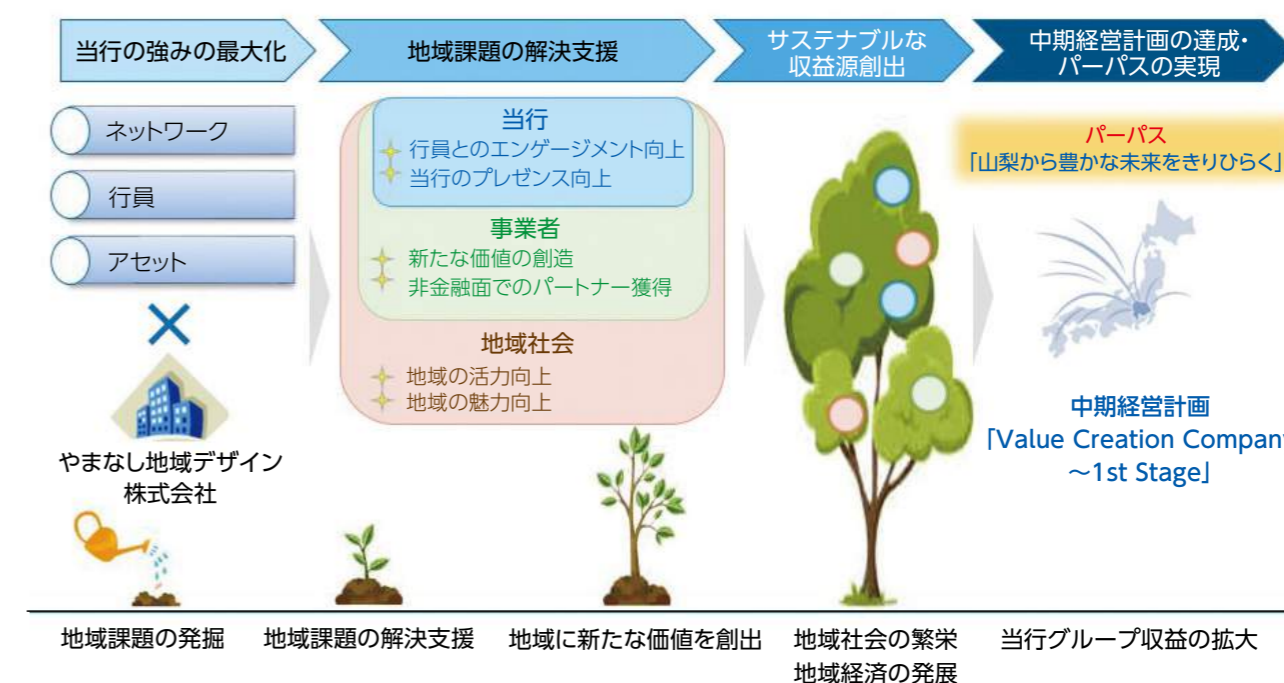 当行の強みの最大化
地域課題の解決支援
サステナブルな
収益源創出
中期経営計画の達成・
パーパスの実現
ネットワーク
行員
アセット
やまなし地域デザイン
株式会社
当行
行員とのエンゲージメント向上
当行のプレゼンス向上
事業者
新たな価値の創造
非金融面でのパートナー獲得
地域社会
地域の活力向上
地域の魅力向上
パーパス
「山梨から豊かな未来をきりひらく」
中期経営計画
「Value Creation Company
～1st Stage」
地域課題の発掘
地域課題の解決支援
地域に新たな価値を創出
地域社会の繁栄
地域経済の発展
当行グループ収益の拡大